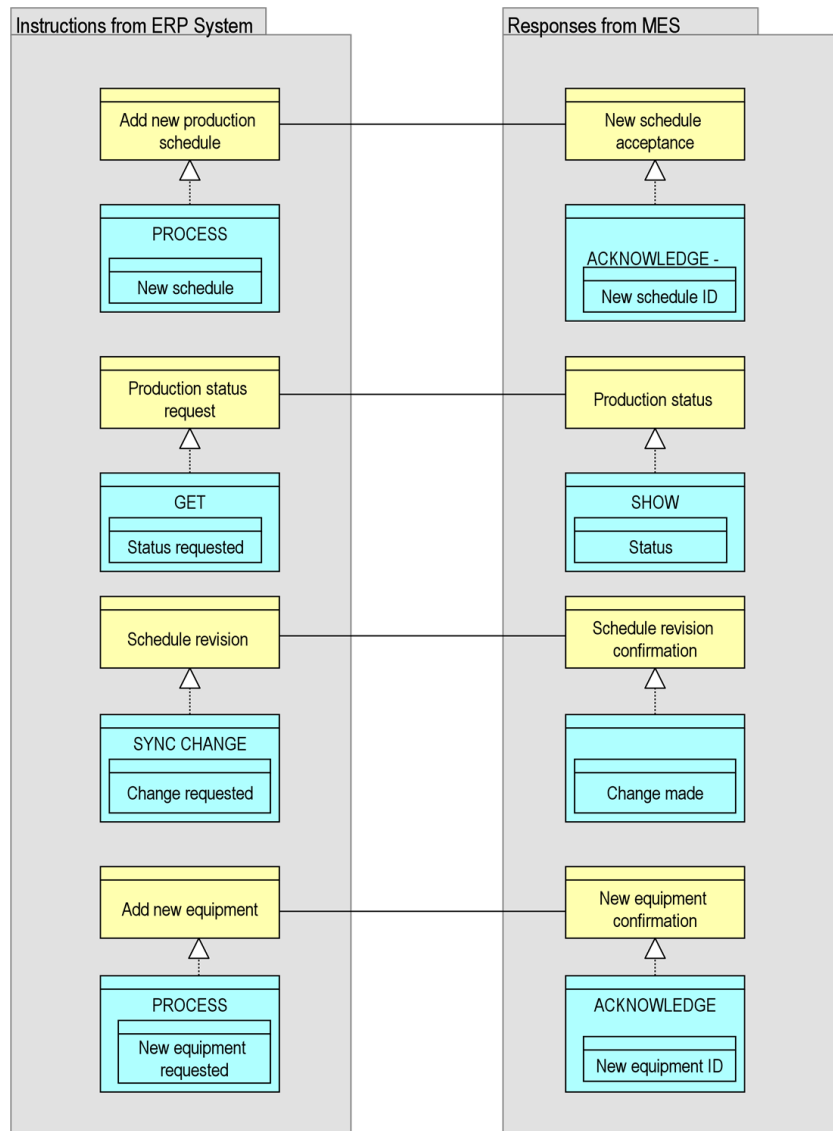 Instructions from ERP System
Responses from MES
Add new production
schedule
New schedule
acceptance
PROCESS
New schedule
ACKNOWLEDGE -
New schedule ID
Production status
request
Production status
GET
Status requested
SHOW
Status
Schedule revision
Schedule revision
confirmation
SYNC CHANGE
Change requested
Change made
Add new equipment
New equipment
confirmation
PROCESS
New equipment
requested
ACKNOWLEDGE
New equipment ID